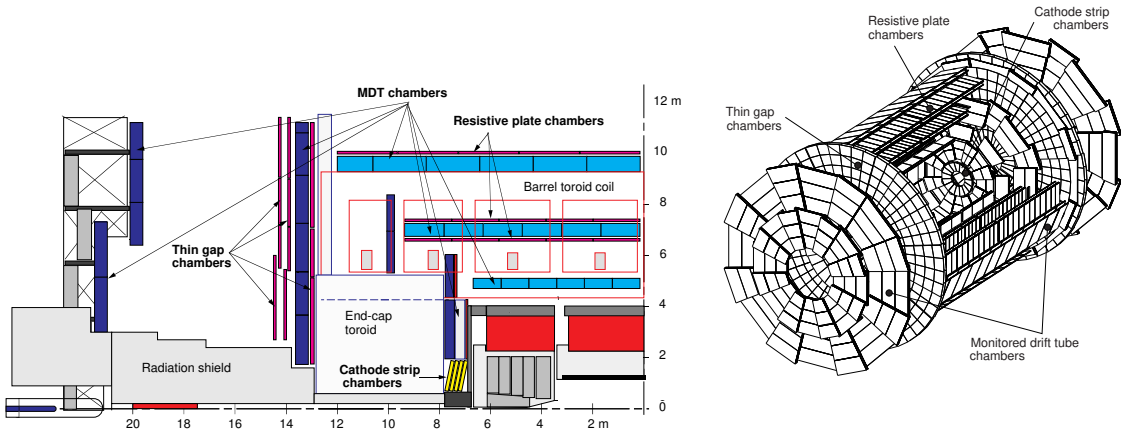 MDT chambers
Resistive plate chambers
Barrel toroid coil
Thin gap
chambers
End-cap
toroid
Radiation shield
Cathode strip
chambers
12 m
10
8
6
4
2
0
20
18
16
14
12
10
8
6
4
2 m
Resistive plate
chambers
Cathode strip
chambers
Thin gap
chambers
Monitored drift tube
chambers